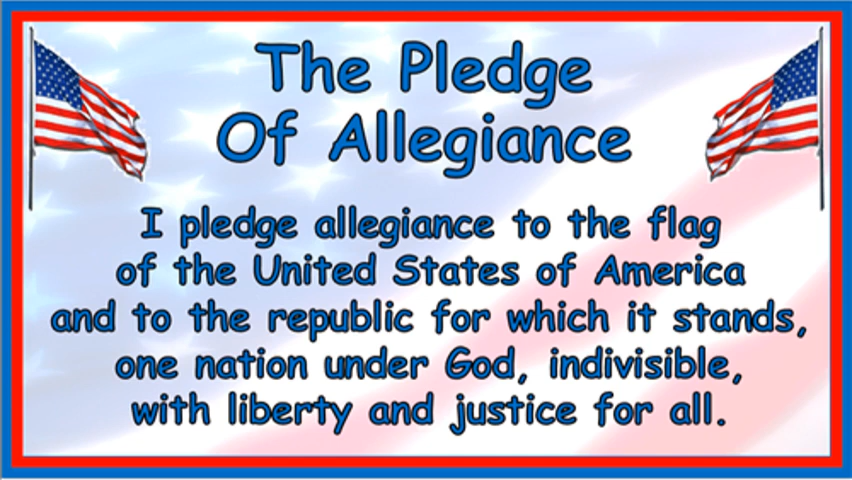 The Pledge
Of Allegiance
I pledge allegiance to the flag
of the United States of America
and to the republic for which it stands,
one nation under God, indivisible,
with liberty and justice for all.